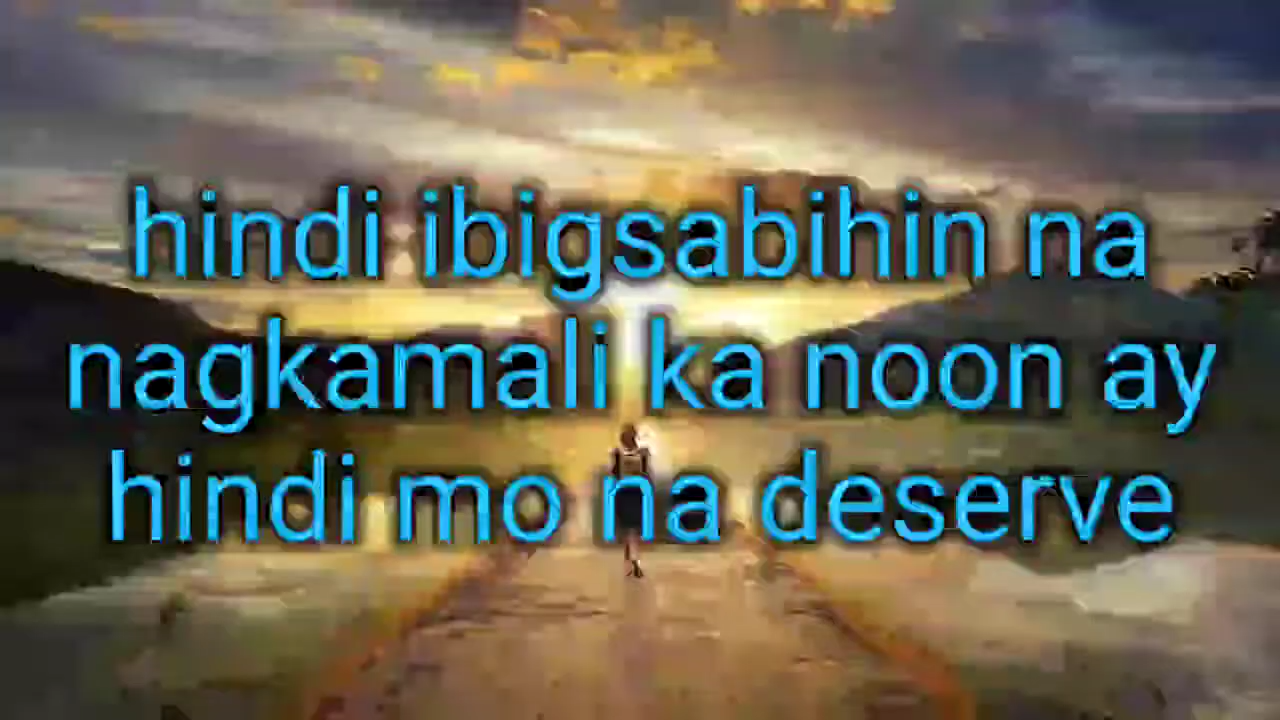 hindi ibigsabihin na
nagkamali ka noon ay
hindi mo na deserve